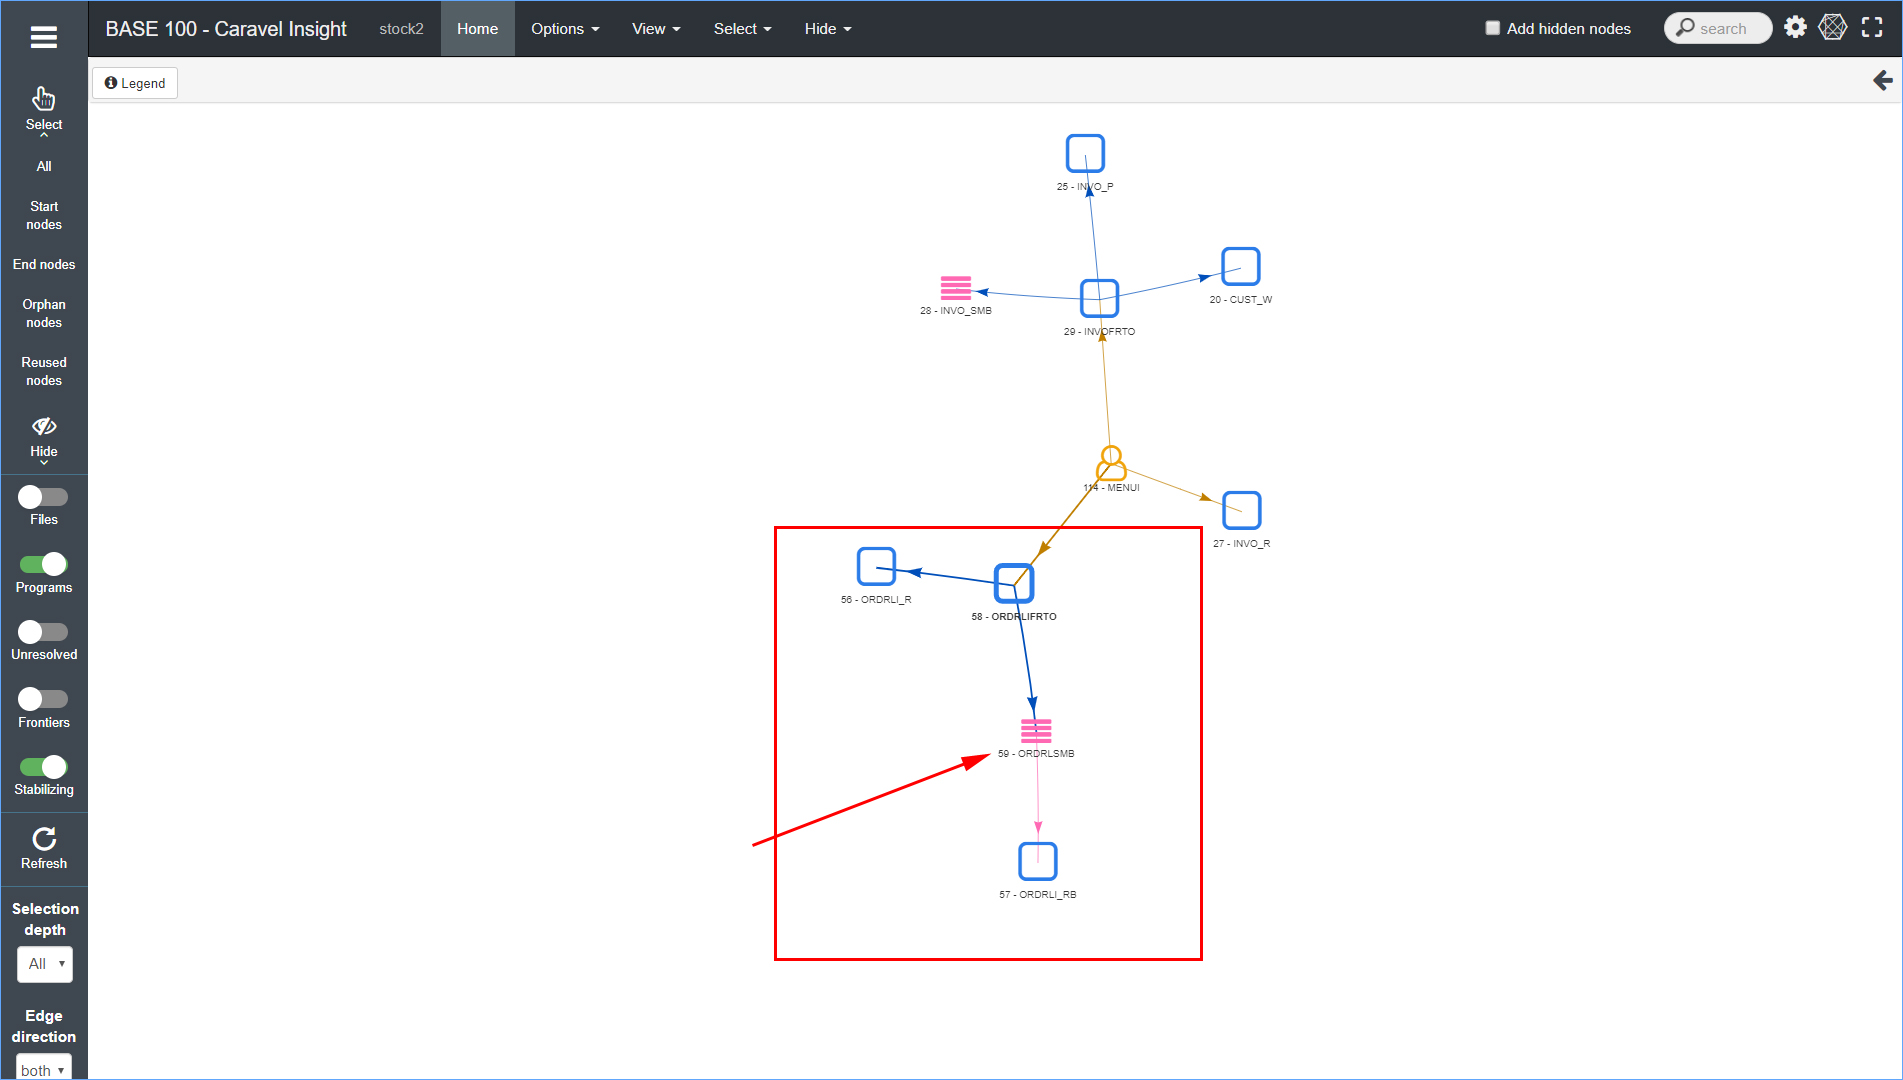 BASE 100 - Caravel Insight
stock2
Home
Options
View
Select
Hide
Add hidden nodes
search
Legend
Select
All
Start
nodes
End nodes
Orphan
nodes
Reused
nodes
Hide
Files
Programs
Unresolved
Frontiers
Stabilizing
Refresh
Selection
depth
All
Edge
direction
both
25 - INVO_P
20 - CUST_W
28 - INVO_SMB
29 - INVOFRTO
114 - MENUI
27 - INVO_R
56 - ORDRLI_R
58 - ORDRLIFRTO
59 - ORDRLSMB
57 - ORDRLI_RB